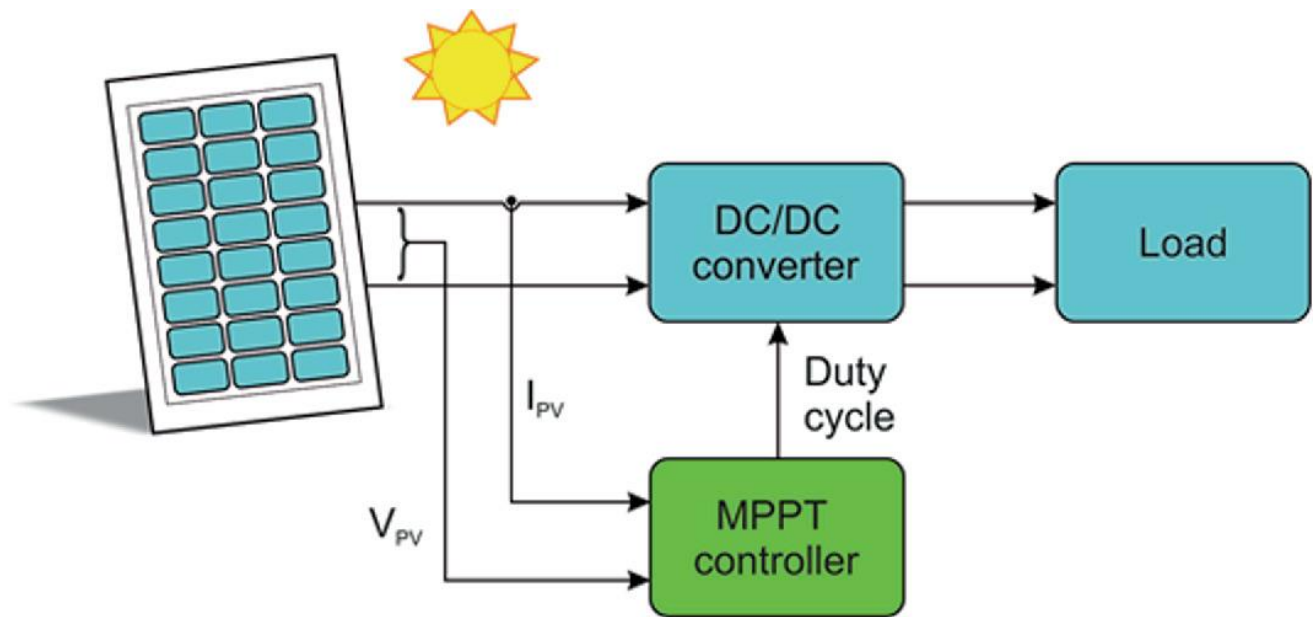 DC/DC
converter
Load
I_PV
Duty
cycle
V_PV
MPPT
controller